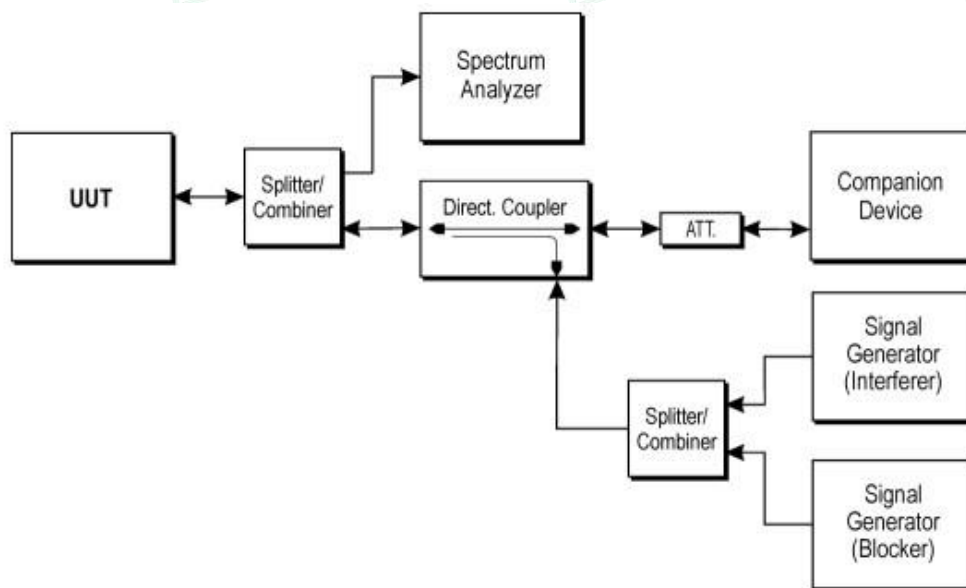 Spectrum
Analyzer
UUT
Splitter/
Combiner
Direct. Coupler
ATT.
Companion
Device
Signal
Generator
(Interferer)
Splitter/
Combiner
Signal
Generator
(Blocker)